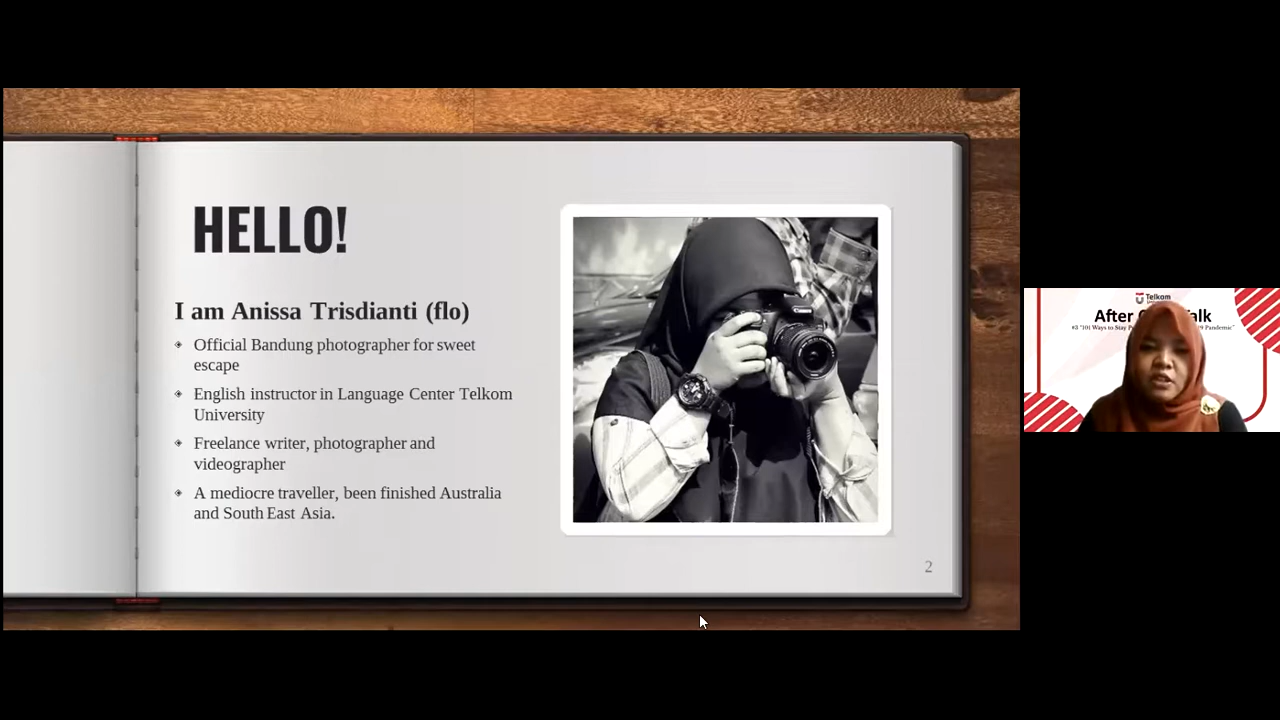 HELLO!
I am Anissa Trisdianti (flo)
Official Bandung photographer for sweet
escape
English instructor in Language Center Telkom
University
Freelance writer, photographer and
videographer
A mediocre traveller, been finished Australia
and South East Asia.
2
Canon
Telkom
After
lk
#3 "101 Ways to Stay
Pandemic"